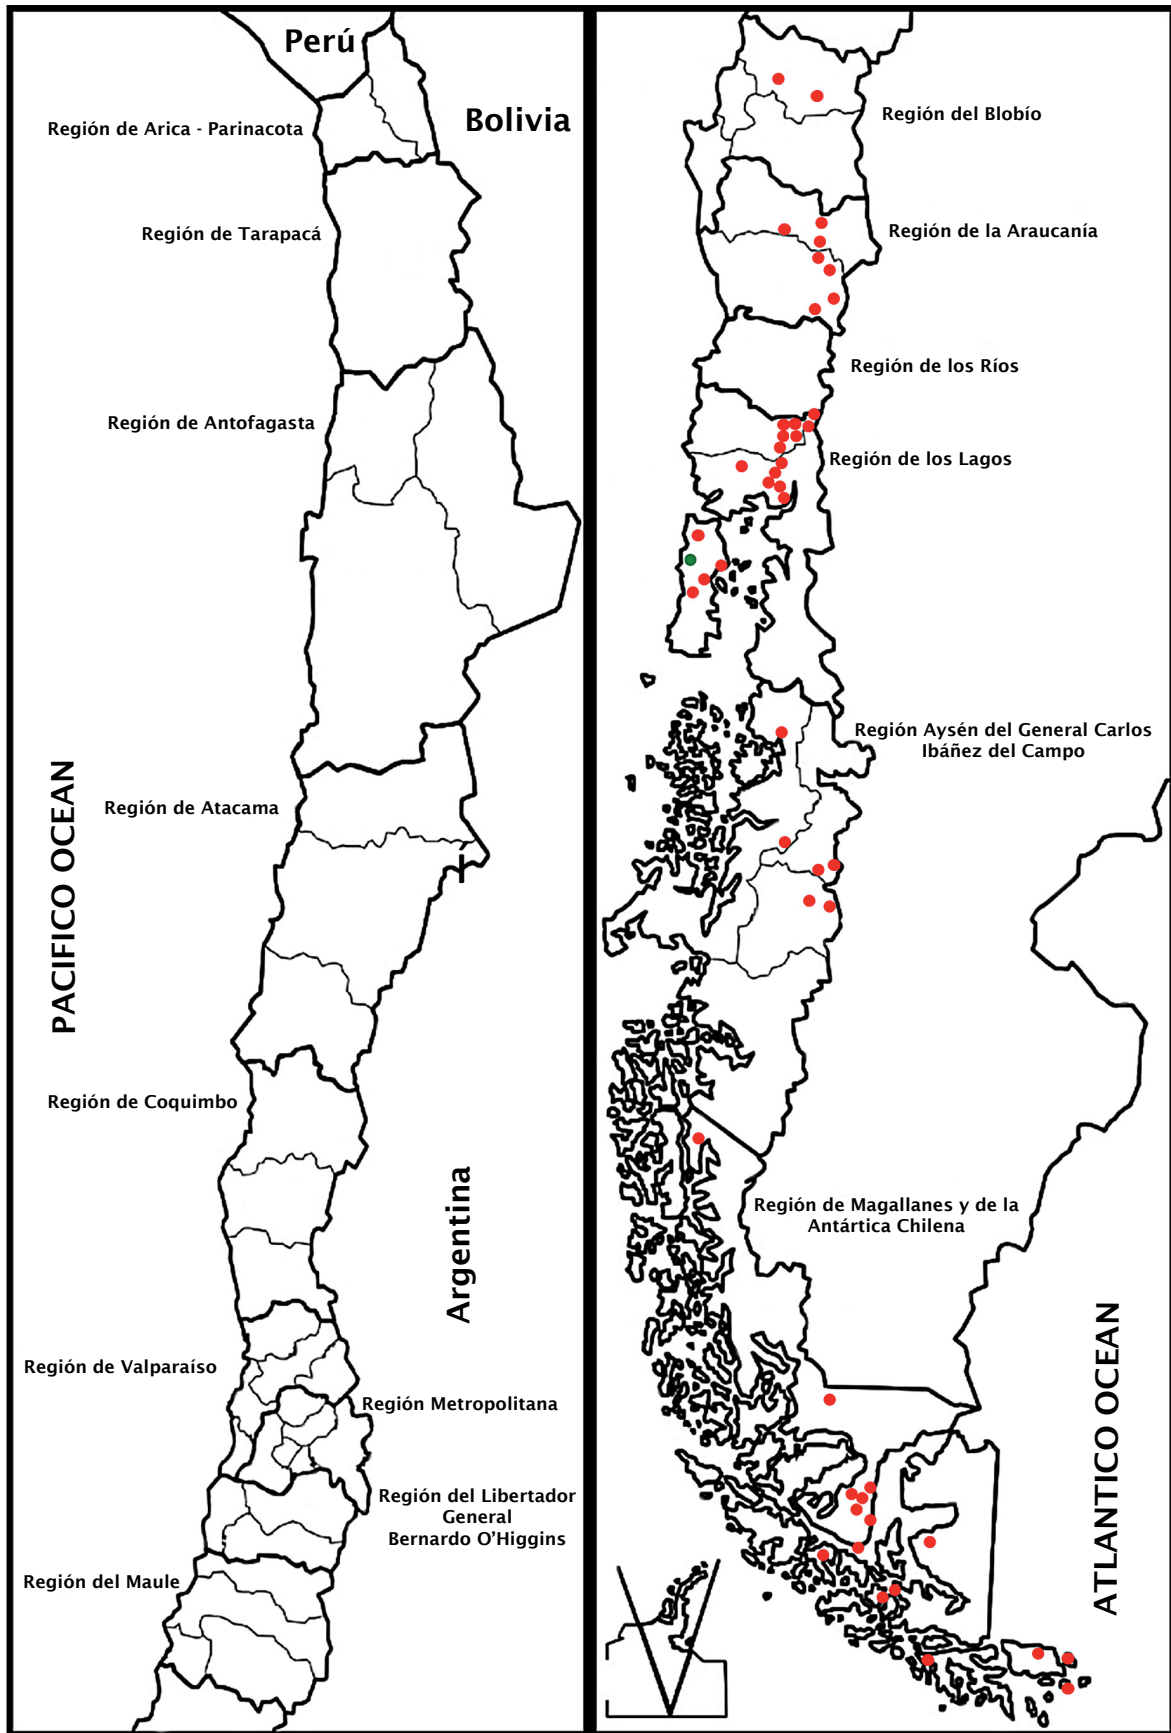 Perú
Bolivia
Región de Arica - Parinacota
Región de Tarapacá
Región de Antofagasta
PACIFICO OCEAN
Región de Atacama
Í
Región de Coquimbo
Argentina
Región de Valparaíso
Región Metropolitana
Región del Libertador
General
Bernardo O'Higgins
Región del Maule
Región del Blobío
Región de la Araucanía
Región de los Ríos
Región de los Lagos
Región Aysén del General Carlos
Ibáñez del Campo
Región de Magallanes y de la
Antártica Chilena
ATLANTICO OCEAN